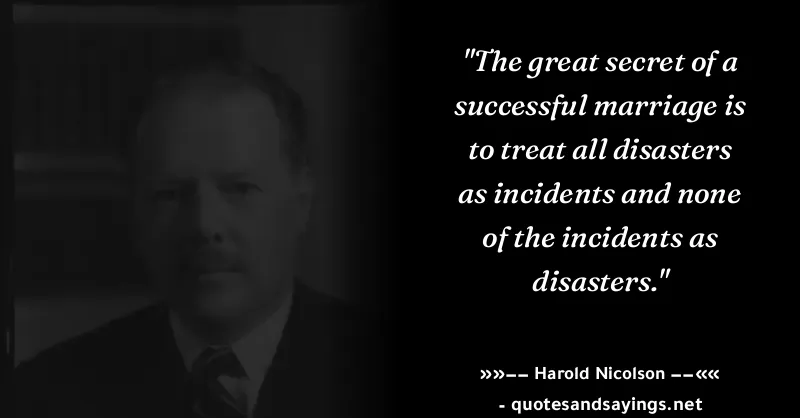 "The great secret of a
successful marriage is
to treat all disasters
as incidents and none
of the incidents as
disasters."
»»−− Harold Nicolson −−««
- quotesandsayings.net